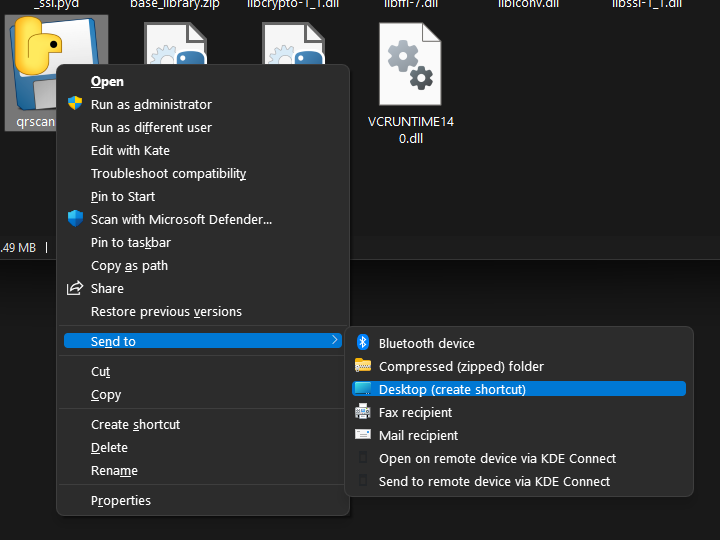 _ssl.pyd
base_library.zip
libcrypto-1_1.dll
libffi-7.dll
libiconv.dll
libssl-1_1.dll
qrscan
VCRUNTIME14
0.dll
.49 MB
Open
Run as administrator
Run as different user
Edit with Kate
Troubleshoot compatibility
Pin to Start
Scan with Microsoft Defender...
Pin to taskbar
Copy as path
Share
Restore previous versions
Send to
Cut
Copy
Create shortcut
Delete
Rename
Properties
Bluetooth device
Compressed (zipped) folder
Desktop (create shortcut)
Fax recipient
Mail recipient
Open on remote device via KDE Connect
Send to remote device via KDE Connect